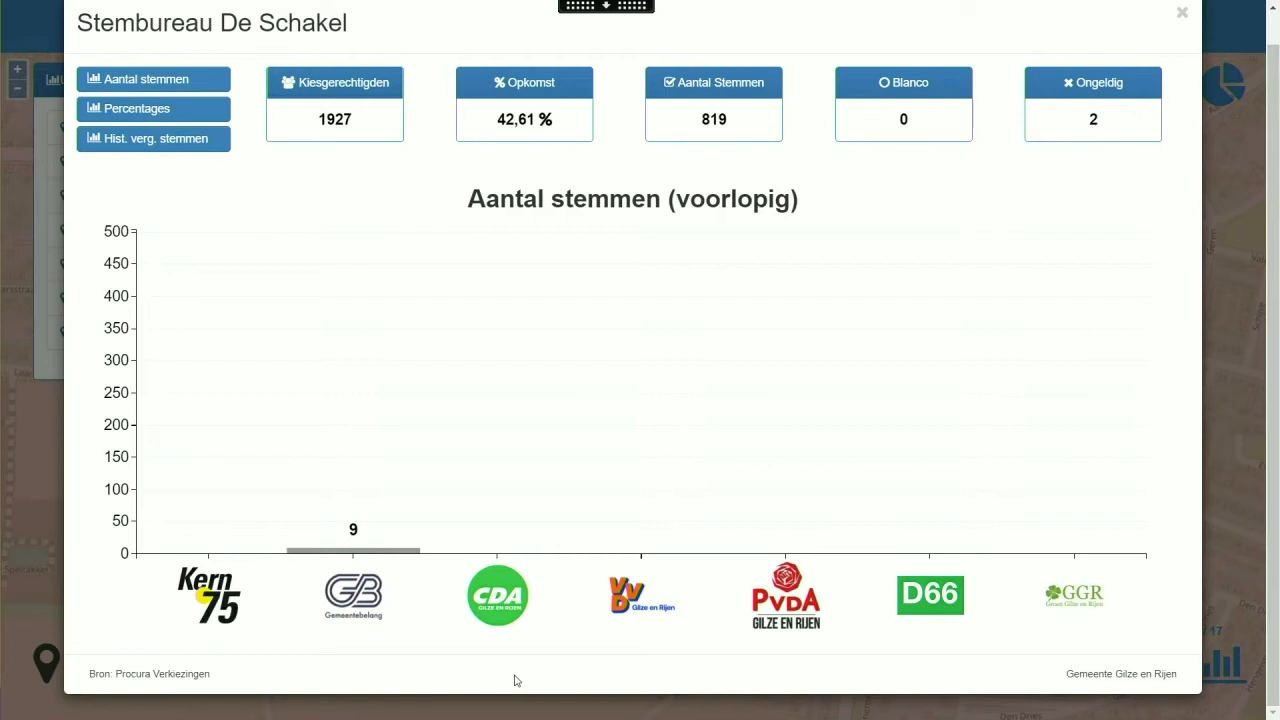 Stembureau De Schakel
×
Aantal stemmen
Percentages
Hist. verg. stemmen
Kiesgerechtigden
1927
% Opkomst
42,61 %
Aantal Stemmen
819
Blanco
0
Ongeldig
2
Aantal stemmen (voorlopig)
500
450
400
350
300
250
200
150
100
50
0
9
Kern 75
GB
Gemeentebelang
CDA
GILZE EN RIJEN
VVD Gilze en Rijen
PvdA
GILZE EN RIJEN
D66
GGR
Groen Gilze en Rijen
Bron: Procura Verkiezingen
Gemeente Gilze en Rijen
17